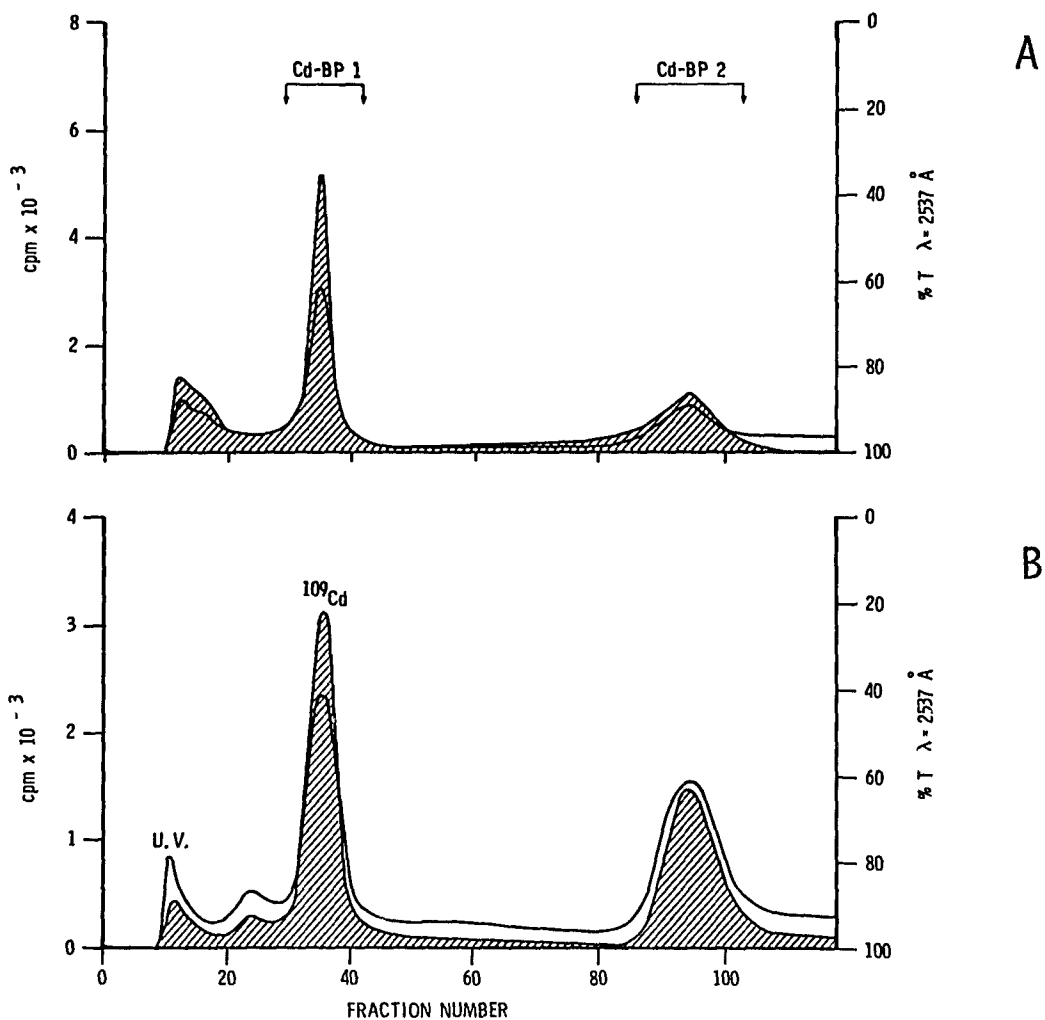 A
Cd-BP 1
Cd-BP 2
8
6
4
2
0
cpm x 10⁻³
0
20
40
60
80
100
% T λ = 2537 Å
B
4
3
2
1
0
cpm x 10⁻³
¹⁰⁹Cd
U.V.
0
20
40
60
80
100
% T λ = 2537 Å
0
20
40
60
80
100
FRACTION NUMBER